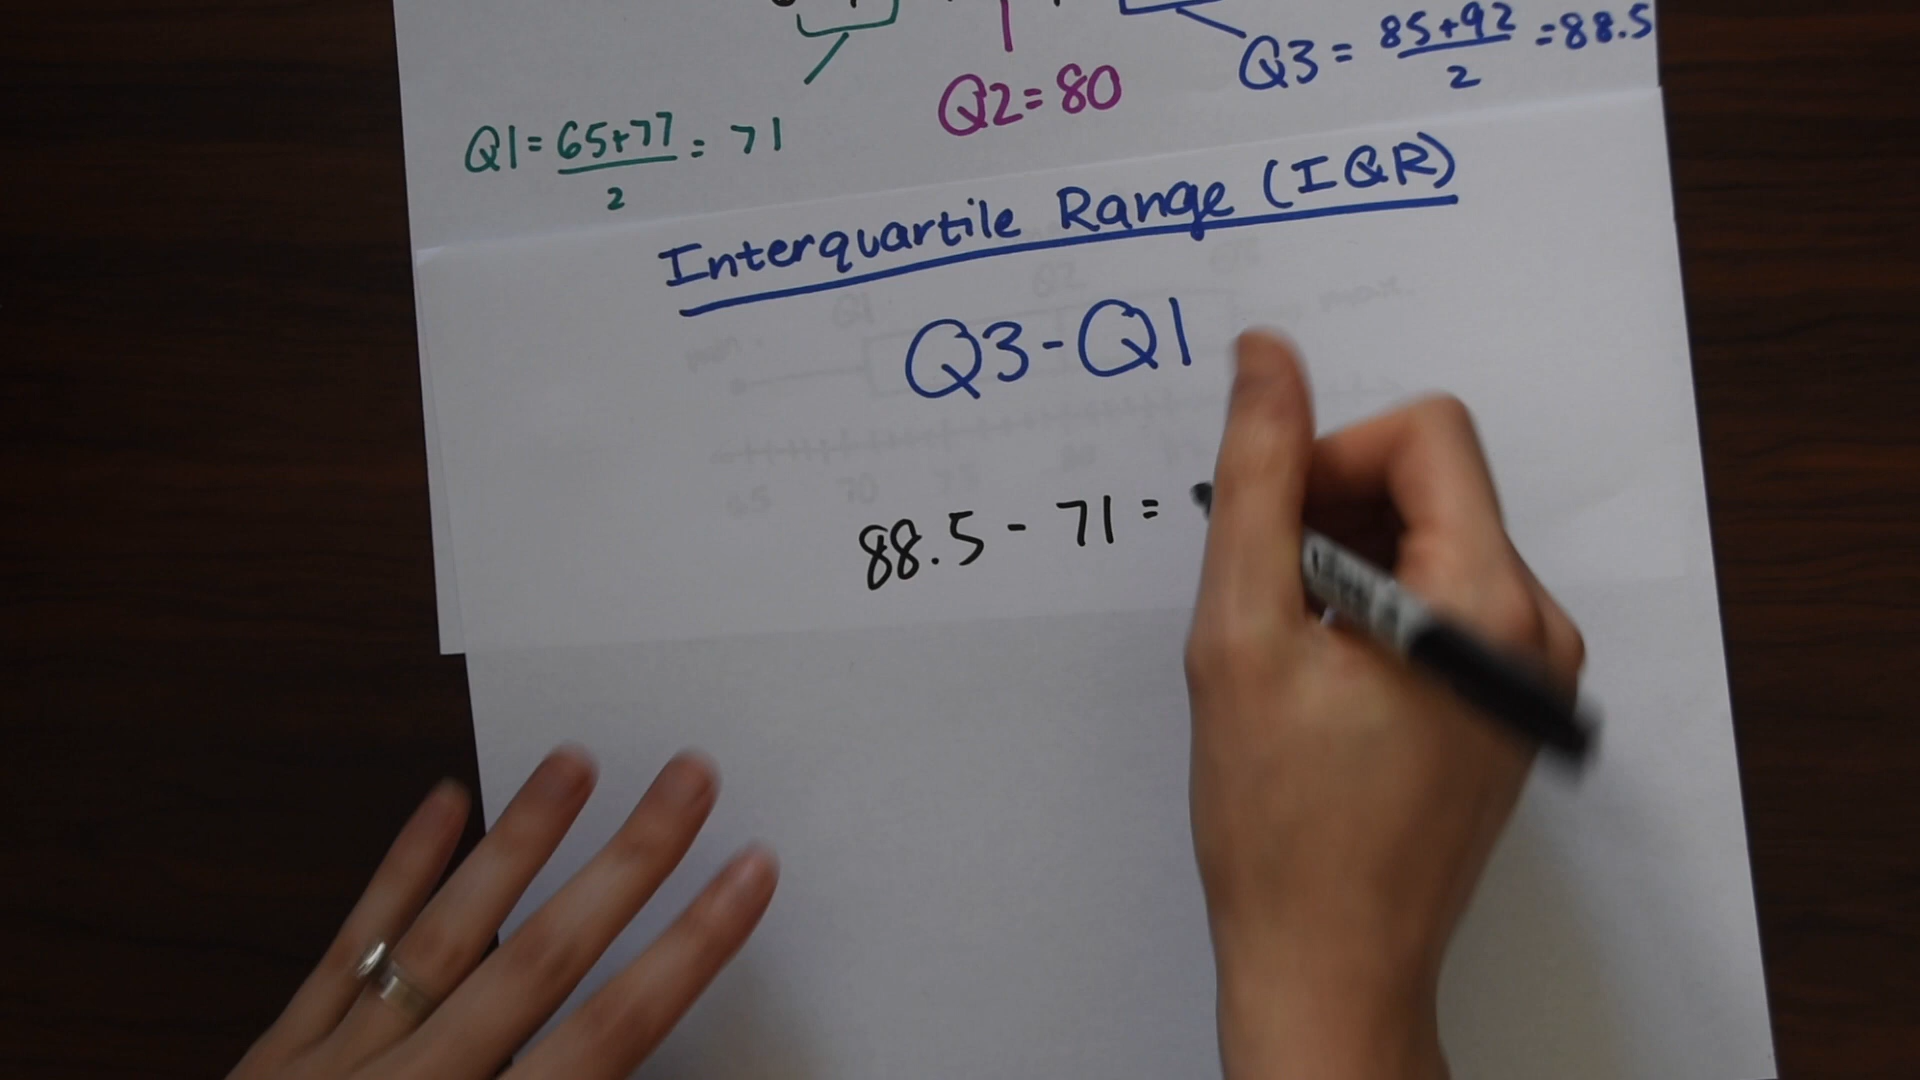 Q3 = 85+92 = 88.5
2
Q2 = 80
Q1 = 65+77 = 71
2
Interquartile Range (IQR)
Q3 - Q1
88.5 - 71 =